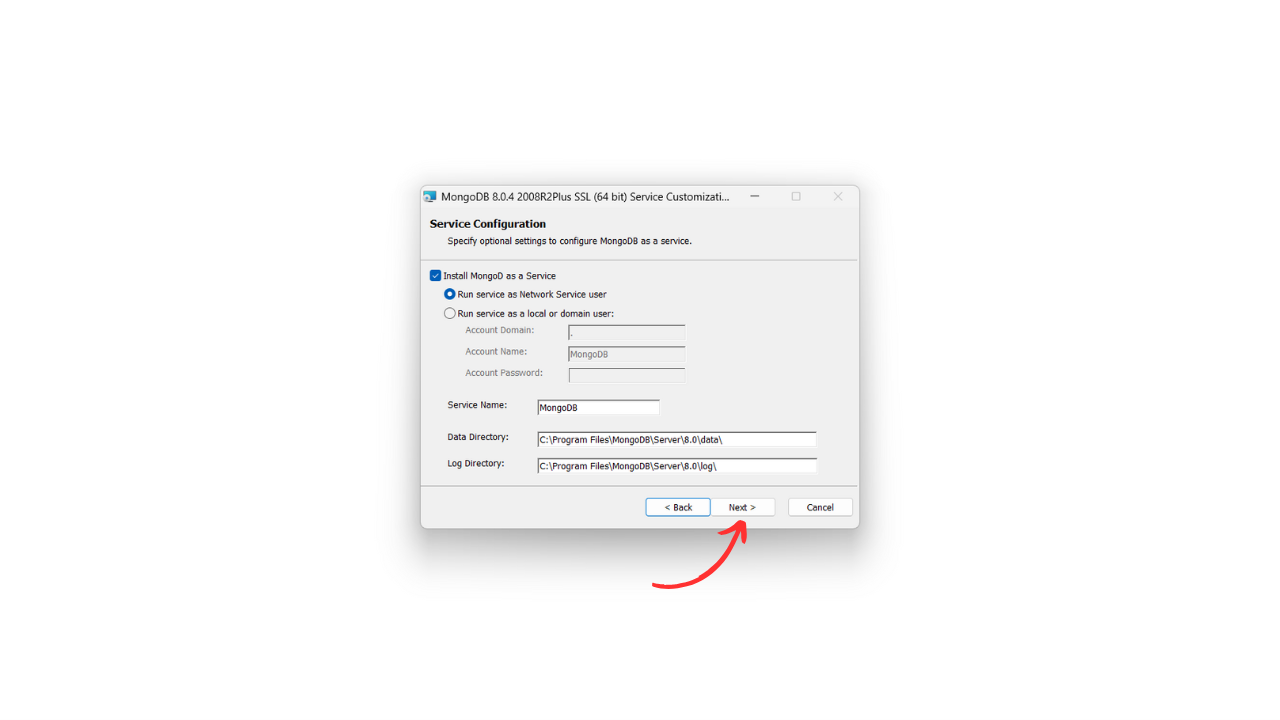 MongoDB 8.0.4 2008R2Plus SSL (64 bit) Service Customizati...
Service Configuration
Specify optional settings to configure MongoDB as a service.
Install MongoD as a Service
Run service as Network Service user
Run service as a local or domain user:
Account Domain: .
Account Name: MongoDB
Account Password:
Service Name: MongoDB
Data Directory: C:\Program Files\MongoDB\Server\8.0\data\
Log Directory: C:\Program Files\MongoDB\Server\8.0\log\
< Back Next > Cancel